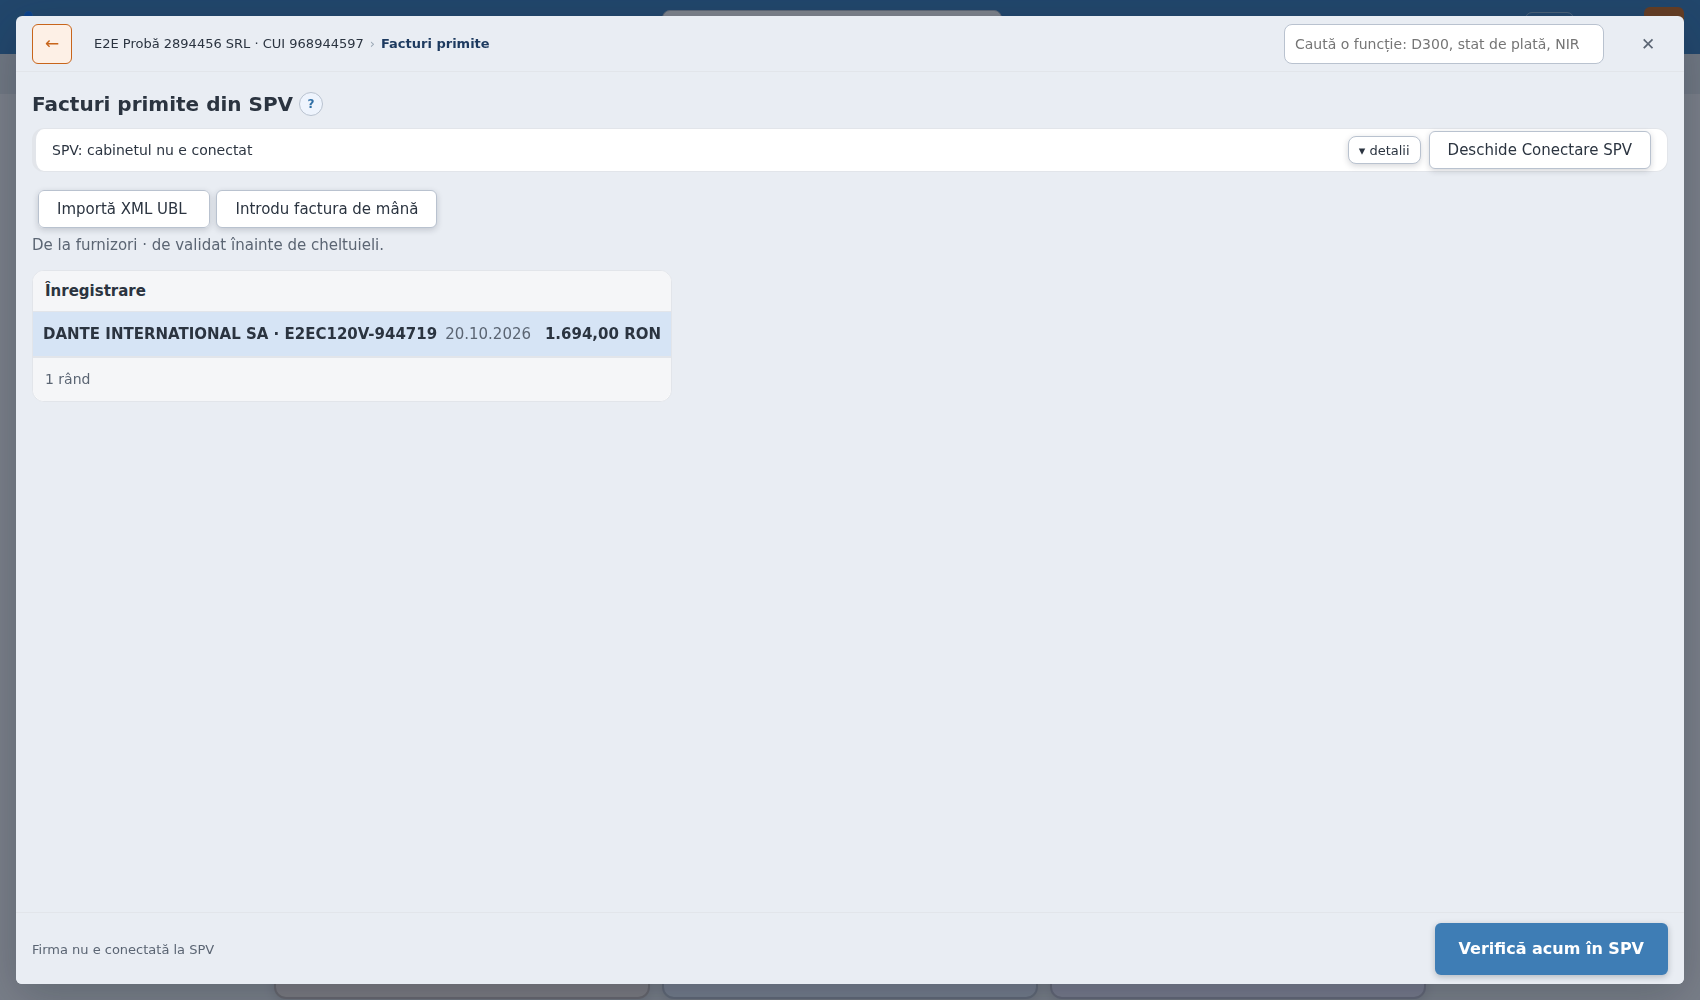 ←
E2E Probă 2894456 SRL · CUI 968944597 › Facturi primite
Caută o funcție: D300, stat de plată, NIR
✕
Facturi primite din SPV ?
SPV: cabinetul nu e conectat
▾ detalii
Deschide Conectare SPV
Importă XML UBL
Introdu factura de mână
De la furnizori · de validat înainte de cheltuieli.
Înregistrare
DANTE INTERNATIONAL SA · E2EC120V-944719 20.10.2026 1.694,00 RON
1 rând
Firma nu e conectată la SPV
Verifică acum în SPV